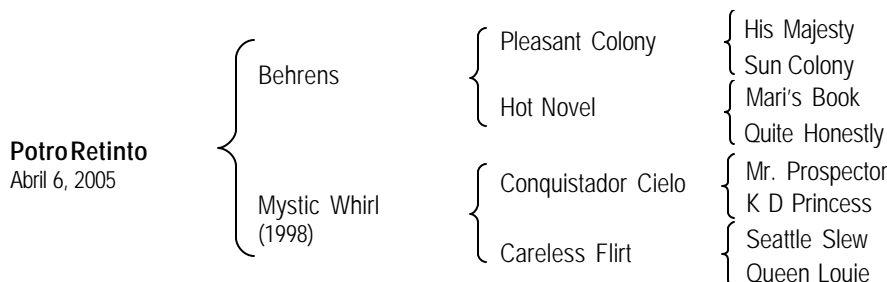 Potro Retinto
Abril 6, 2005
Behrens
Mystic Whirl
(1998)
Pleasant Colony
Hot Novel
Conquistador Cielo
Careless Flirt
His Majesty
Sun Colony
Mari's Book
Quite Honestly
Mr. Prospector
K D Princess
Seattle Slew
Queen Louie